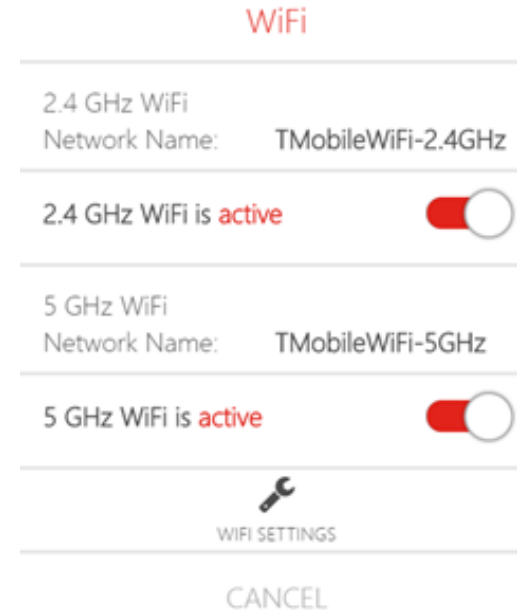 WiFi
2.4 GHz WiFi
Network Name: TMobileWiFi-2.4GHz
2.4 GHz WiFi is active
5 GHz WiFi
Network Name: TMobileWiFi-5GHz
5 GHz WiFi is active
WIFI SETTINGS
CANCEL